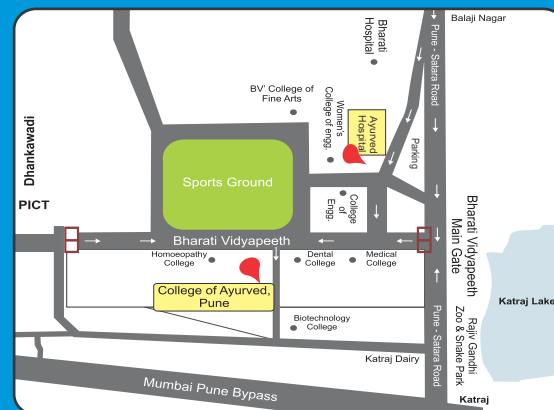 Balaji Nagar
Bharati
Hospital
Pune - Satara Road
BV' College of
Fine Arts
Women's
College of engg.
Ayurved
Hospital
Parking
Dhankawadi
PICT
Sports Ground
College
of
Engg.
Bharati Vidyapeeth
Main Gate
Bharati Vidyapeeth
Homoeopathy
College
Dental
College
Medical
College
College of Ayurved,
Pune
Biotechnology
College
Katraj Lake
Rajiv Gandhi
Zoo & Snake Park
Pune - Satara Road
Katraj Dairy
Mumbai Pune Bypass
Katraj